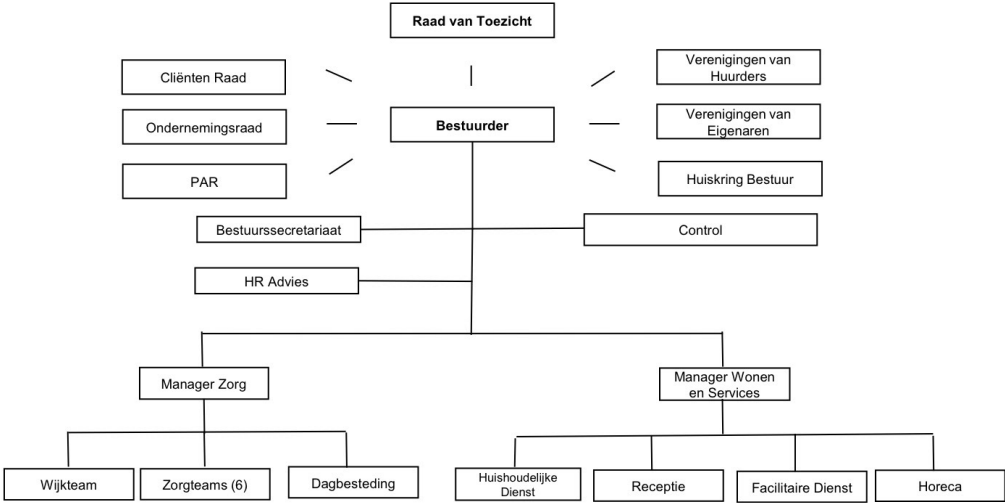 Raad van Toezicht
Cliënten Raad
Verenigingen van
Huurders
Ondernemingsraad
Bestuurder
Verenigingen van
Eigenaren
PAR
Huiskring Bestuur
Bestuurssecretariaat
Control
HR Advies
Manager Zorg
Manager Wonen
en Services
Wijkteam
Zorgteams (6)
Dagbesteding
Huishoudelijke
Dienst
Receptie
Facilitaire Dienst
Horeca